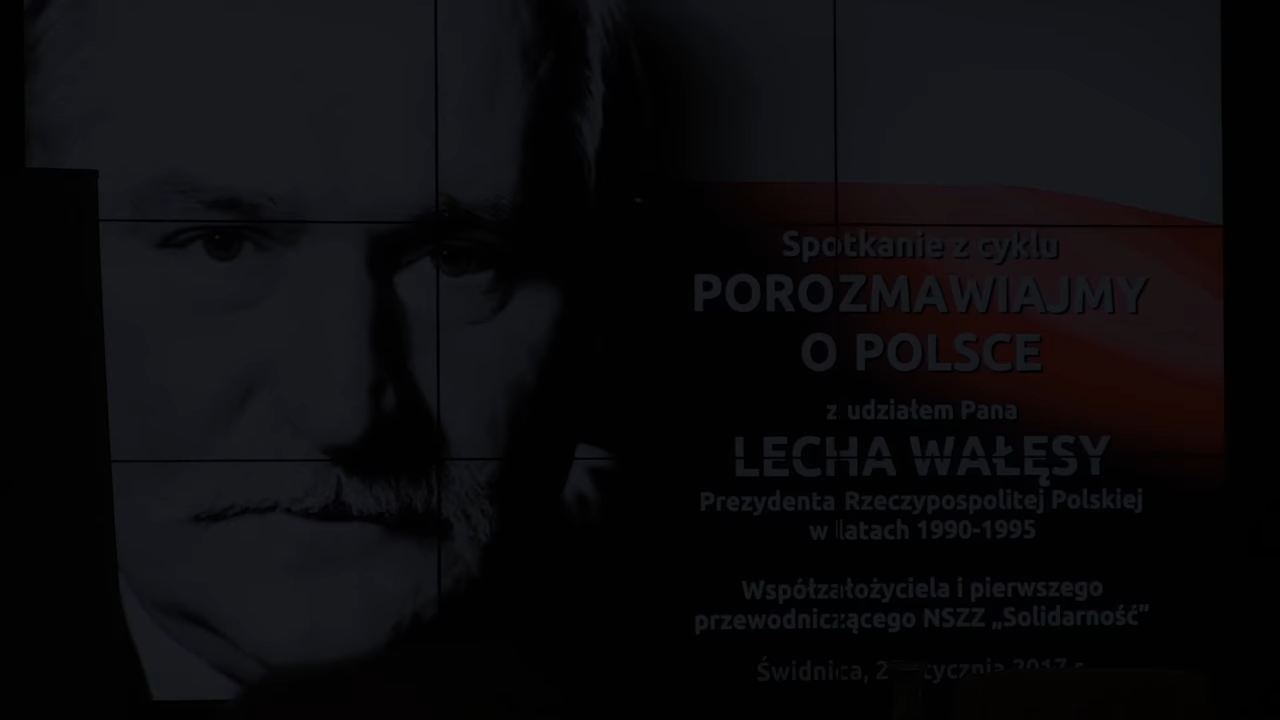 Spotkanie z cyklu
POROZMAWIAJMY
O POLSCE
z udziałem Pana
LECHA WAŁĘSY
Prezydenta Rzeczypospolitej Polskiej
w latach 1990-1995
Współzałożyciela i pierwszego
przewodniczącego NSZZ „Solidarność”
Świdnica, 2017 r.